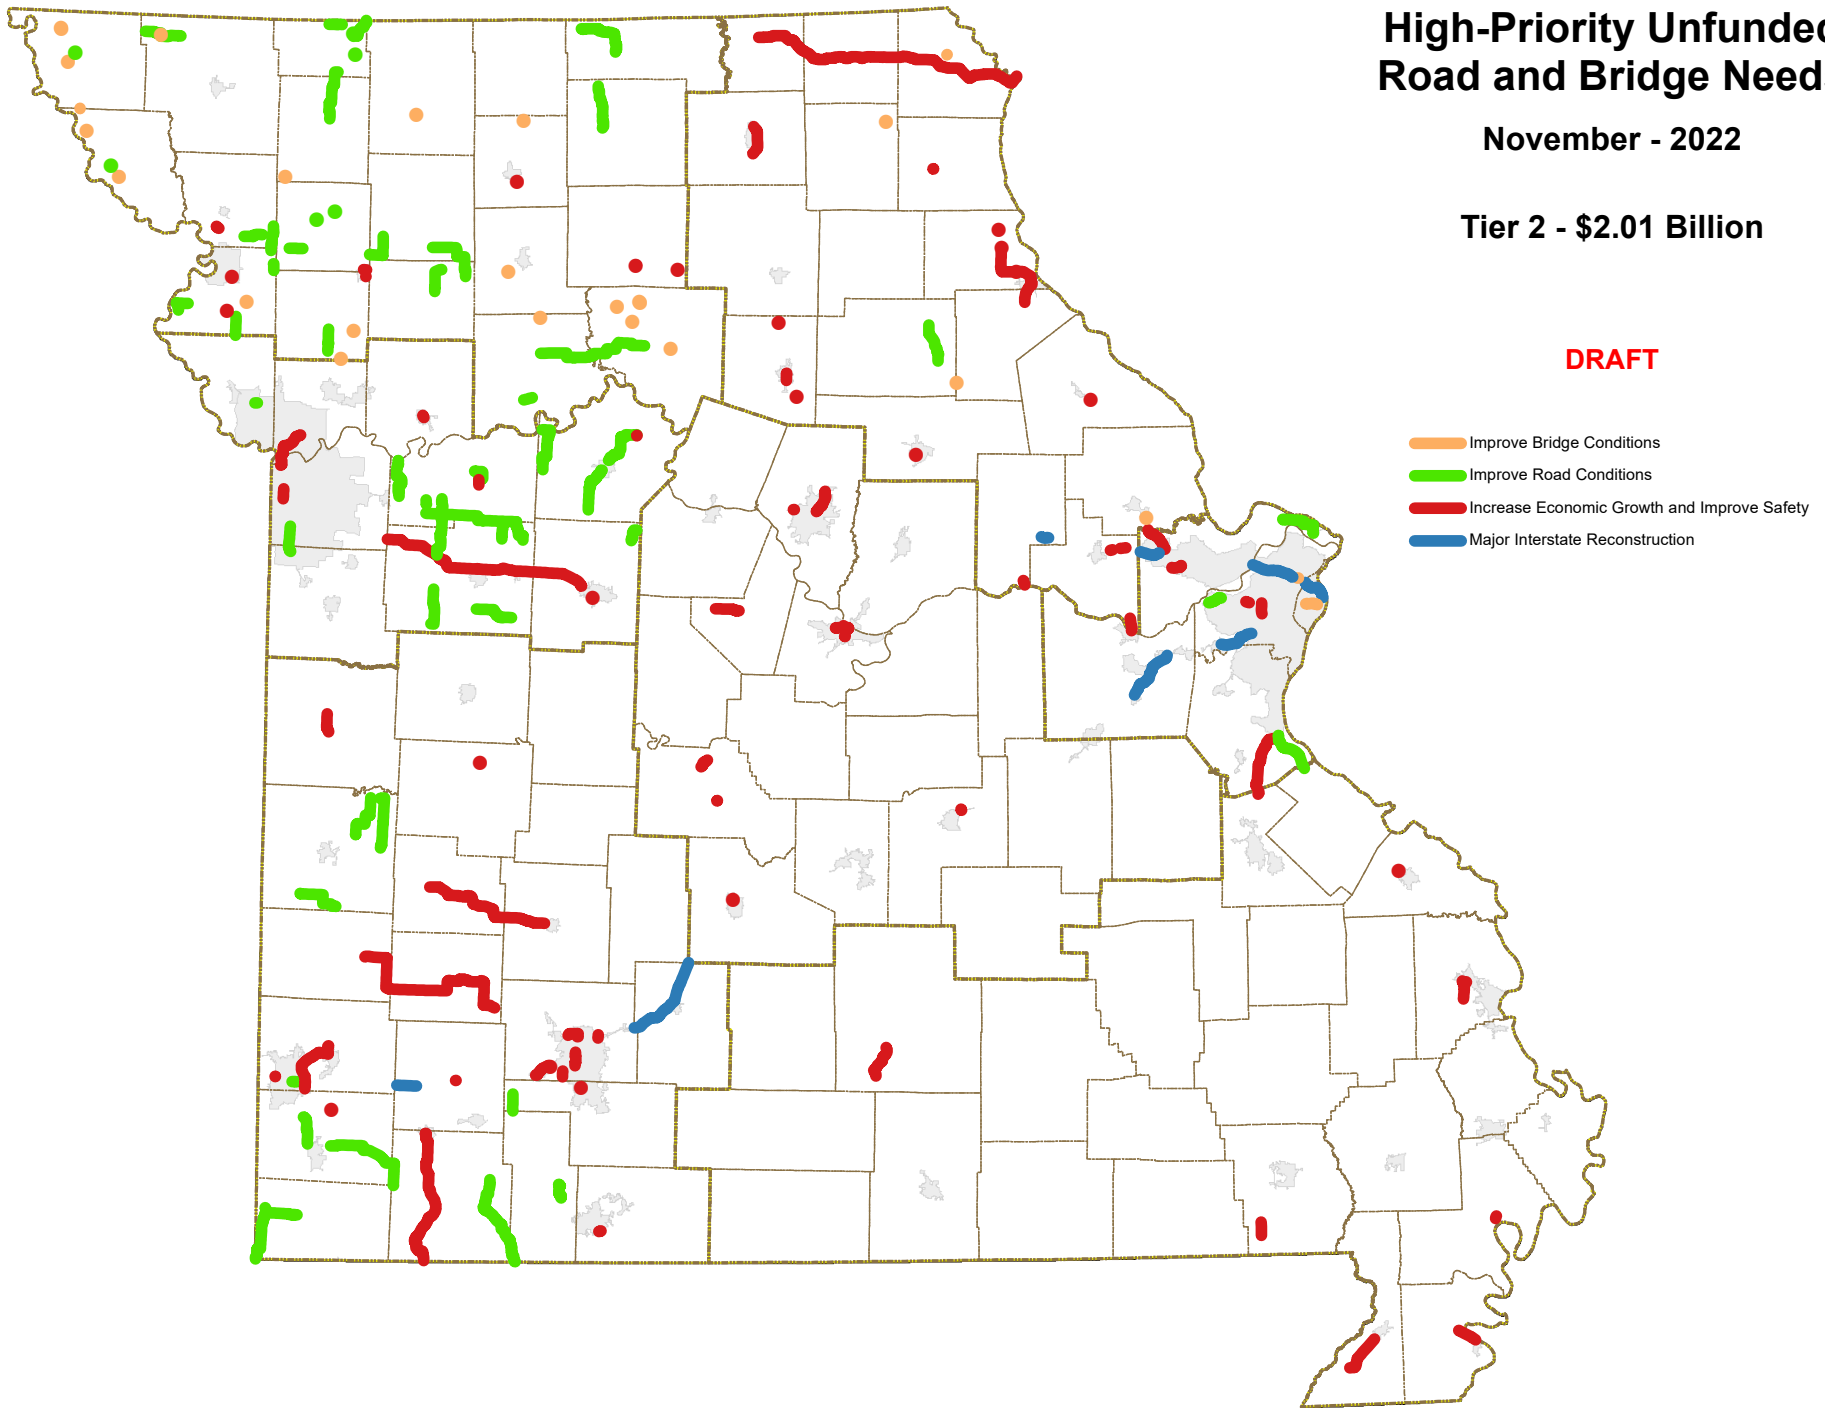 High-Priority Unfunded
Road and Bridge Needs
November - 2022
Tier 2 - $2.01 Billion
DRAFT
Improve Bridge Conditions
Improve Road Conditions
Increase Economic Growth and Improve Safety
Major Interstate Reconstruction